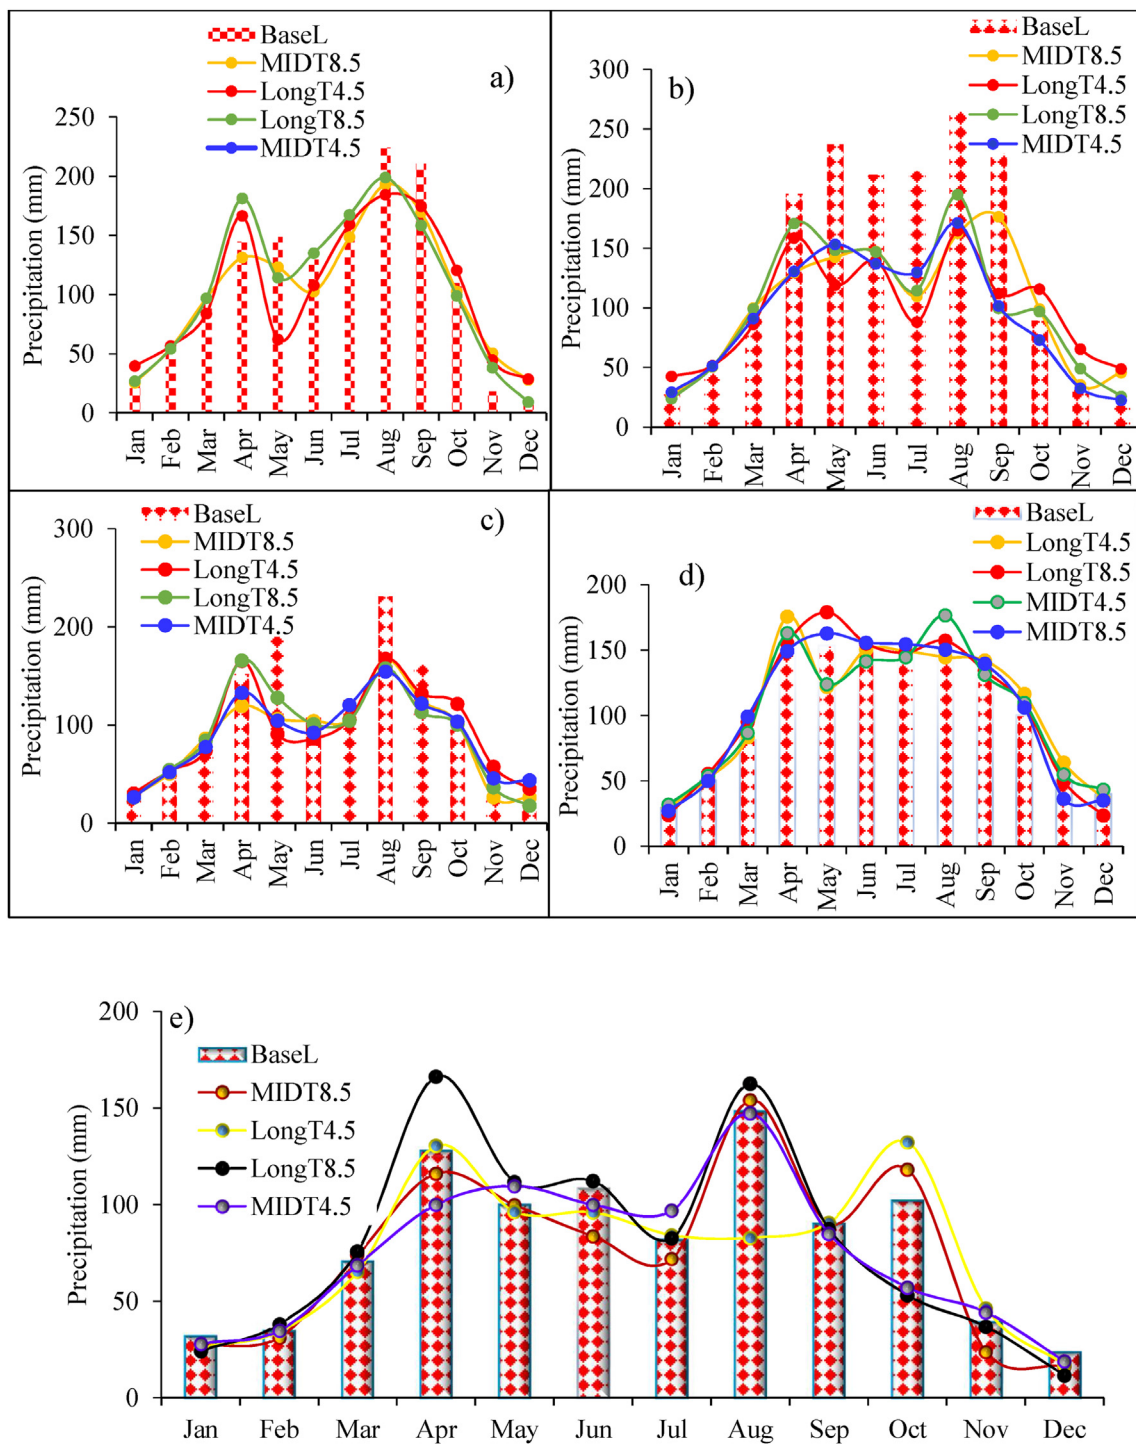 BaseL
MIDT8.5
LongT4.5
LongT8.5
MIDT4.5
a)
Precipitation (mm)
250
200
150
100
50
0
Jan Feb Mar Apr May Jun Jul Aug Sep Oct Nov Dec
BaseL
MIDT8.5
LongT4.5
LongT8.5
MIDT4.5
b)
Precipitation (mm)
300
250
200
150
100
50
0
Jan Feb Mar Apr May Jun Jul Aug Sep Oct Nov Dec
BaseL
MIDT8.5
LongT4.5
LongT8.5
MIDT4.5
c)
Precipitation (mm)
300
200
100
0
Jan Feb Mar Apr May Jun Jul Aug Sep Oct Nov Dec
BaseL
LongT4.5
LongT8.5
MIDT4.5
MIDT8.5
d)
Precipitation (mm)
200
150
100
50
0
Jan Feb Mar Apr May Jun Jul Aug Sep Oct Nov Dec
e)
BaseL
MIDT8.5
LongT4.5
LongT8.5
MIDT4.5
Precipitation (mm)
200
150
100
50
0
Jan Feb Mar Apr May Jun Jul Aug Sep Oct Nov Dec